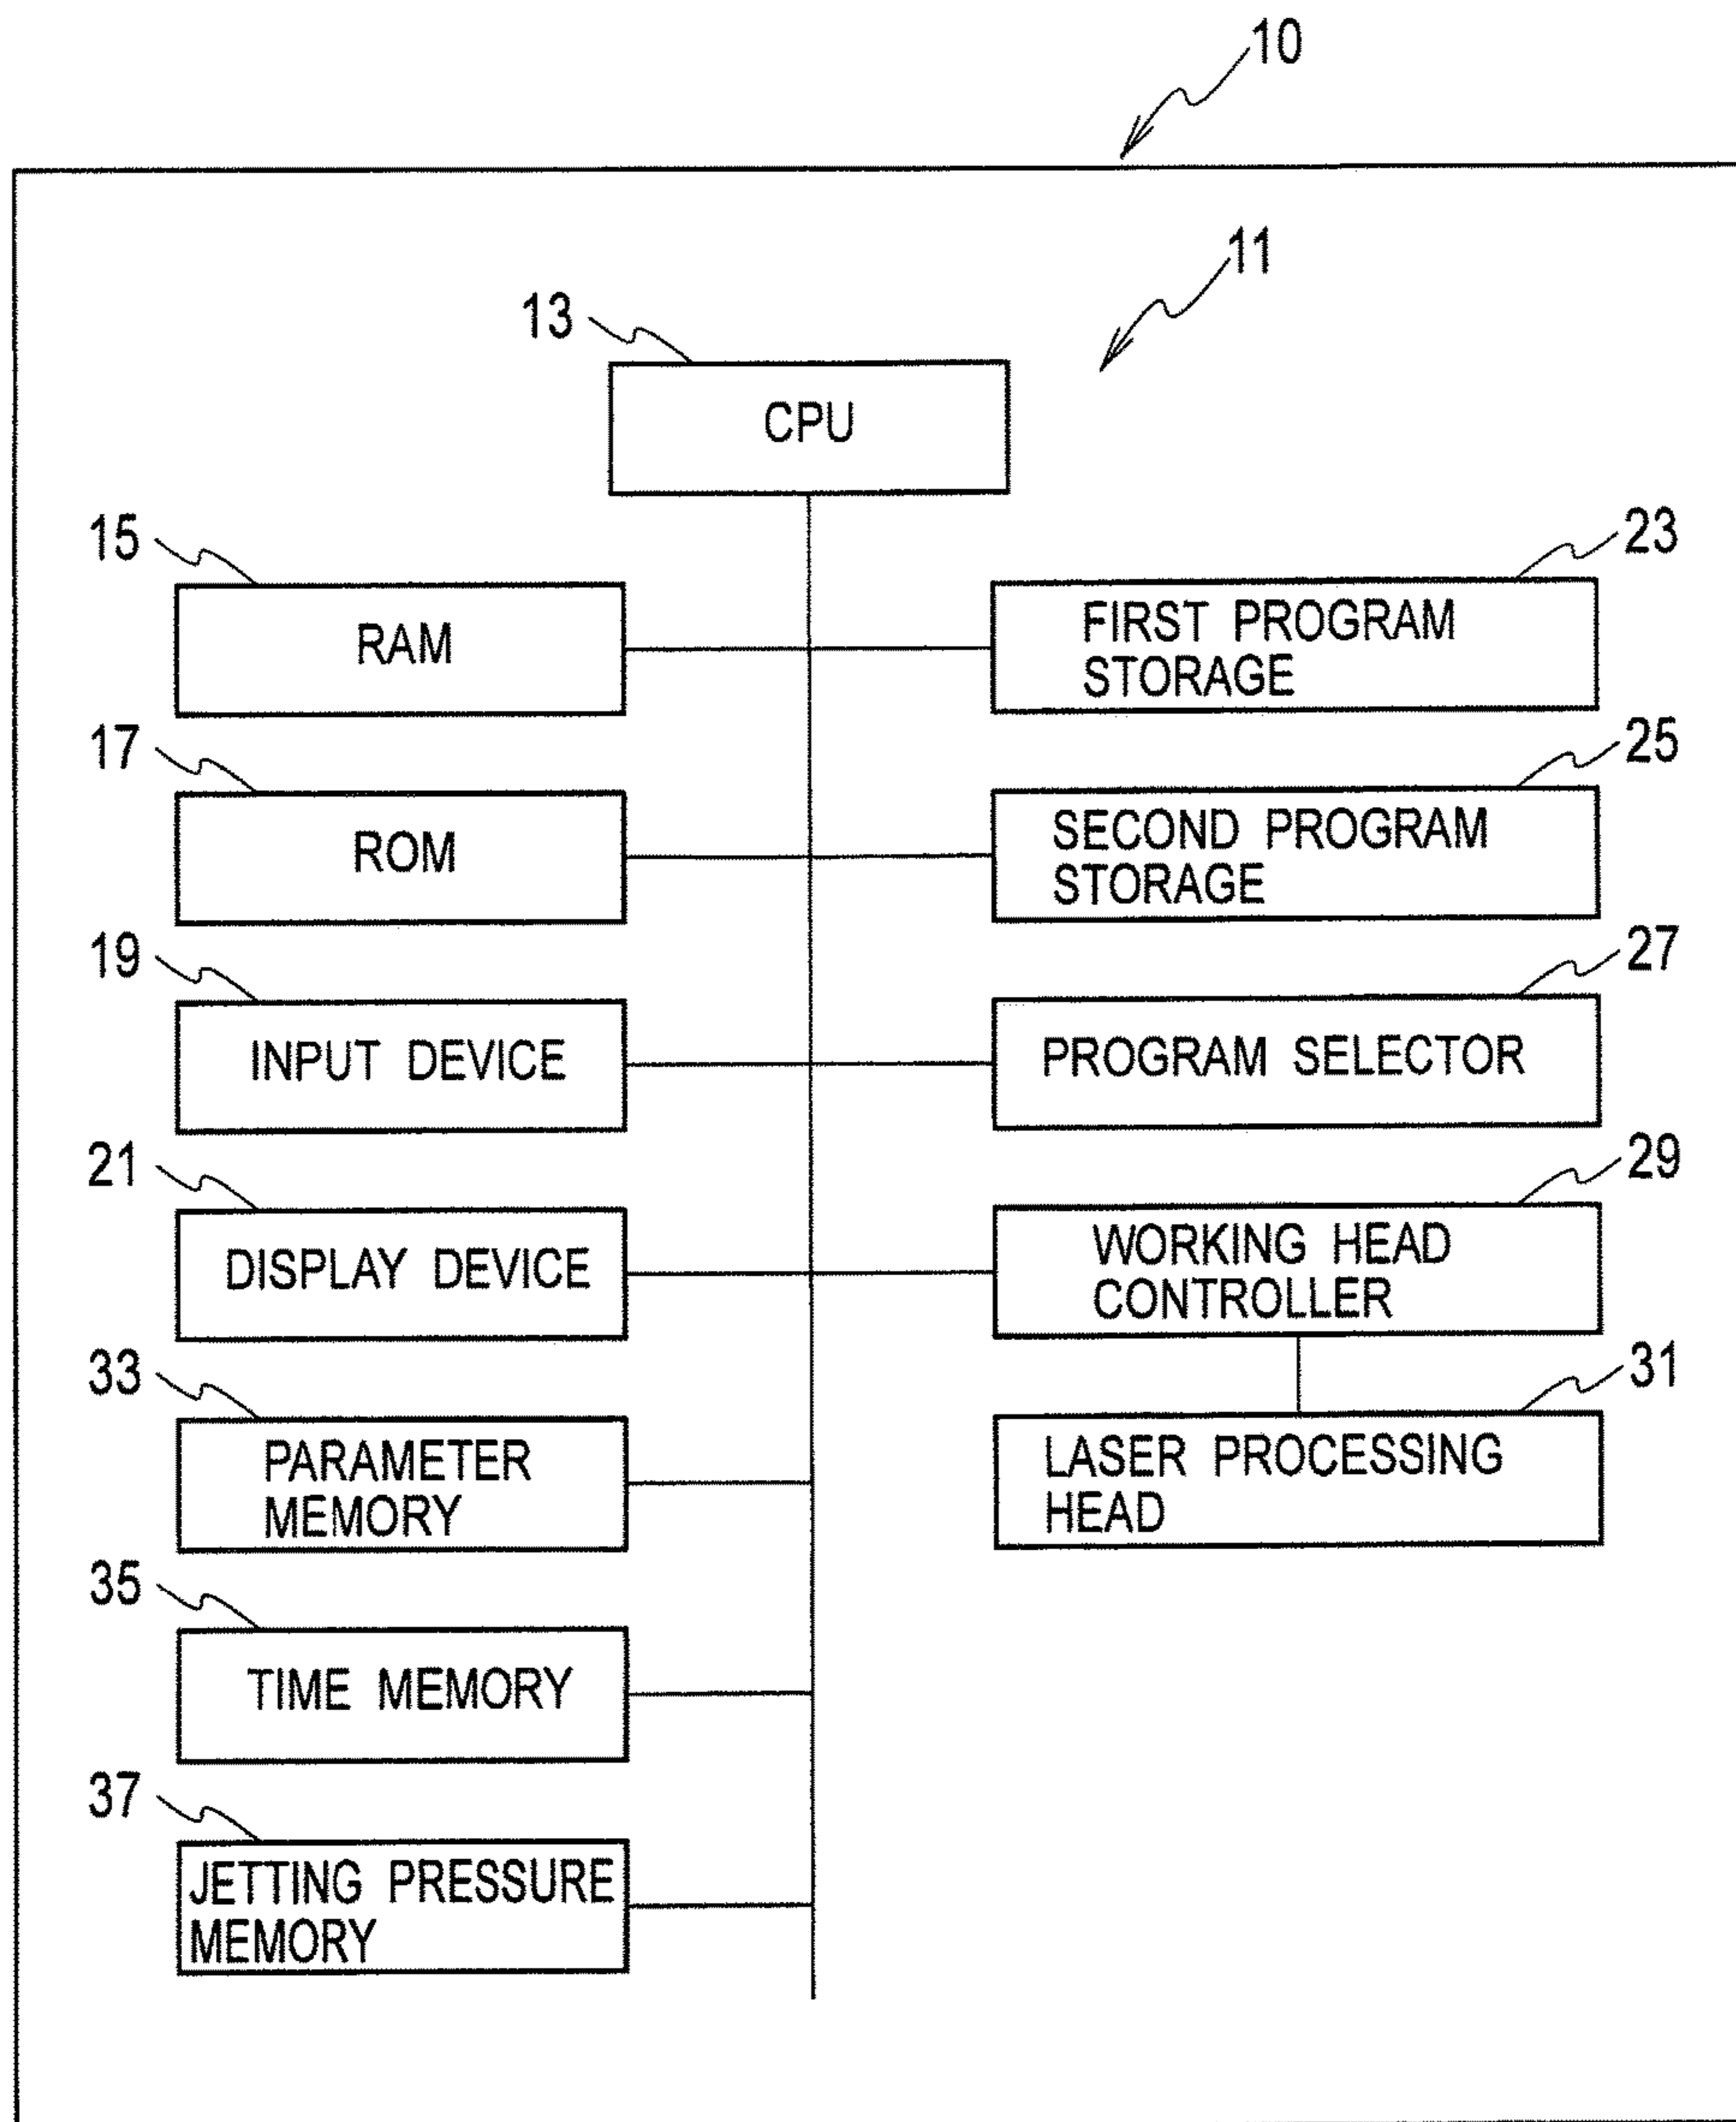 10
11
13
CPU
15
RAM
23
FIRST PROGRAM
STORAGE
17
ROM
25
SECOND PROGRAM
STORAGE
19
INPUT DEVICE
27
PROGRAM SELECTOR
21
DISPLAY DEVICE
29
WORKING HEAD
CONTROLLER
33
PARAMETER
MEMORY
31
LASER PROCESSING
HEAD
35
TIME MEMORY
37
JETTING PRESSURE
MEMORY